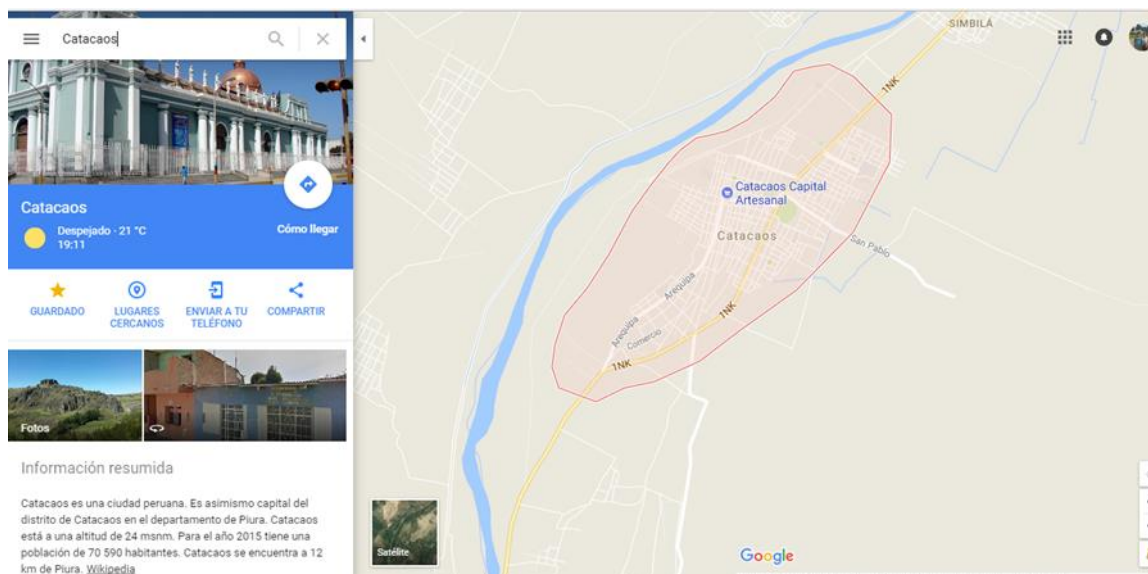 Catacaos
Catacaos
Despejado · 21 °C
19:11
Cómo llegar
GUARDADO
LUGARES
CERCANOS
ENVIAR A TU
TELÉFONO
COMPARTIR
Fotos
Información resumida
Catacaos es una ciudad peruana. Es asimismo capital del
distrito de Catacaos en el departamento de Piura. Catacaos
está a una altitud de 24 msnm. Para el año 2015 tiene una
población de 70 590 habitantes. Catacaos se encuentra a 12
km de Piura. Wikipedia
SIMBILÁ
1NK
Catacaos Capital
Artesanal
Catacaos
San Pablo
Arequipa
1NK
Arequipa
Comercio
1NK
Satélite
Google